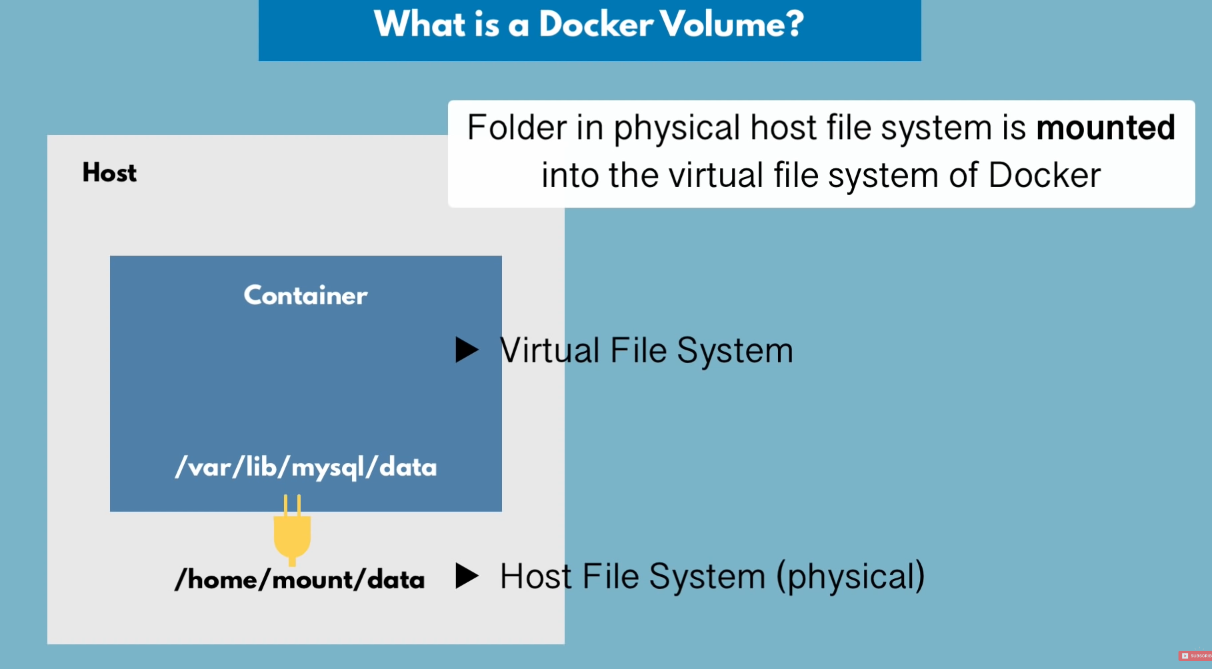 What is a Docker Volume?
Folder in physical host file system is mounted
into the virtual file system of Docker
Host
Container
Virtual File System
/var/lib/mysql/data
/home/mount/data
Host File System (physical)